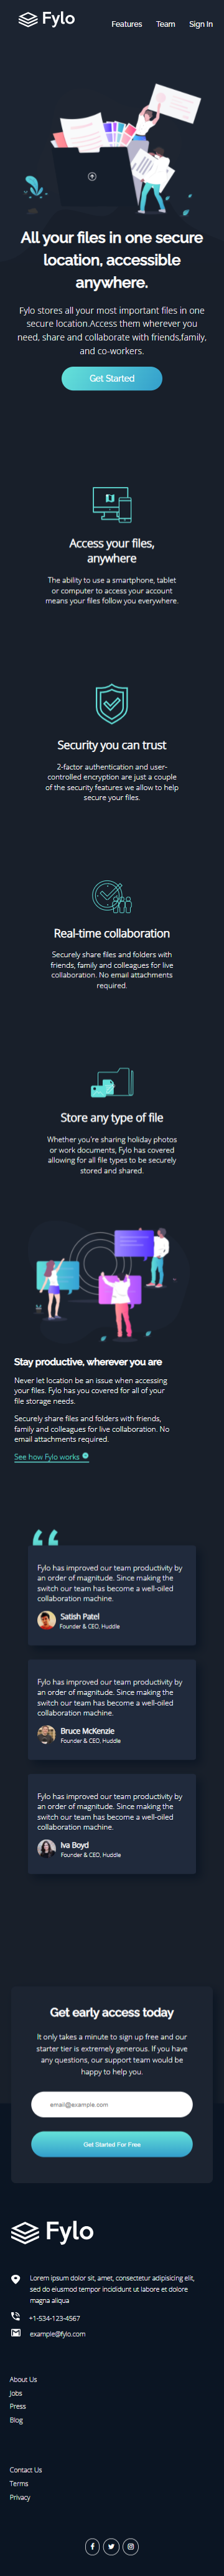 Fylo
Features Team Sign In
All your files in one secure
location, accessible
anywhere.
Fylo stores all your most important files in one
secure location.Access them wherever you
need, share and collaborate with friends,family,
and co-workers.
Get Started
Access your files,
anywhere
The ability to use a smartphone, tablet
or computer to access your account
means your files follow you everywhere.
Security you can trust
2-factor authentication and user-
controlled encryption are just a couple
of the security features we allow to help
secure your files.
Real-time collaboration
Securely share files and folders with
friends, family and colleagues for live
collaboration. No email attachments
required.
Store any type of file
Whether you're sharing holiday photos
or work documents, Fylo has covered
allowing for all file types to be securely
stored and shared.
Stay productive, wherever you are
Never let location be an issue when accessing
your files. Fylo has you covered for all of your
file storage needs.
Securely share files and folders with friends,
family and colleagues for live collaboration. No
email attachments required.
See how Fylo works
Fylo has improved our team productivity by
an order of magnitude. Since making the
switch our team has become a well-oiled
collaboration machine.
Satish Patel
Founder & CEO, Huddle
Fylo has improved our team productivity by
an order of magnitude. Since making the
switch our team has become a well-oiled
collaboration machine.
Bruce McKenzie
Founder & CEO, Huddle
Fylo has improved our team productivity by
an order of magnitude. Since making the
switch our team has become a well-oiled
collaboration machine.
Iva Boyd
Founder & CEO, Huddle
Get early access today
It only takes a minute to sign up free and our
starter tier is extremely generous. If you have
any questions, our support team would be
happy to help you.
email@example.com
Get Started For Free
Fylo
Lorem ipsum dolor sit, amet, consectetur adipisicing elit,
sed do eiusmod tempor incididunt ut labore et dolore
magna aliqua
+1-534-123-4567
example@fylo.com
About Us
Jobs
Press
Blog
Contact Us
Terms
Privacy